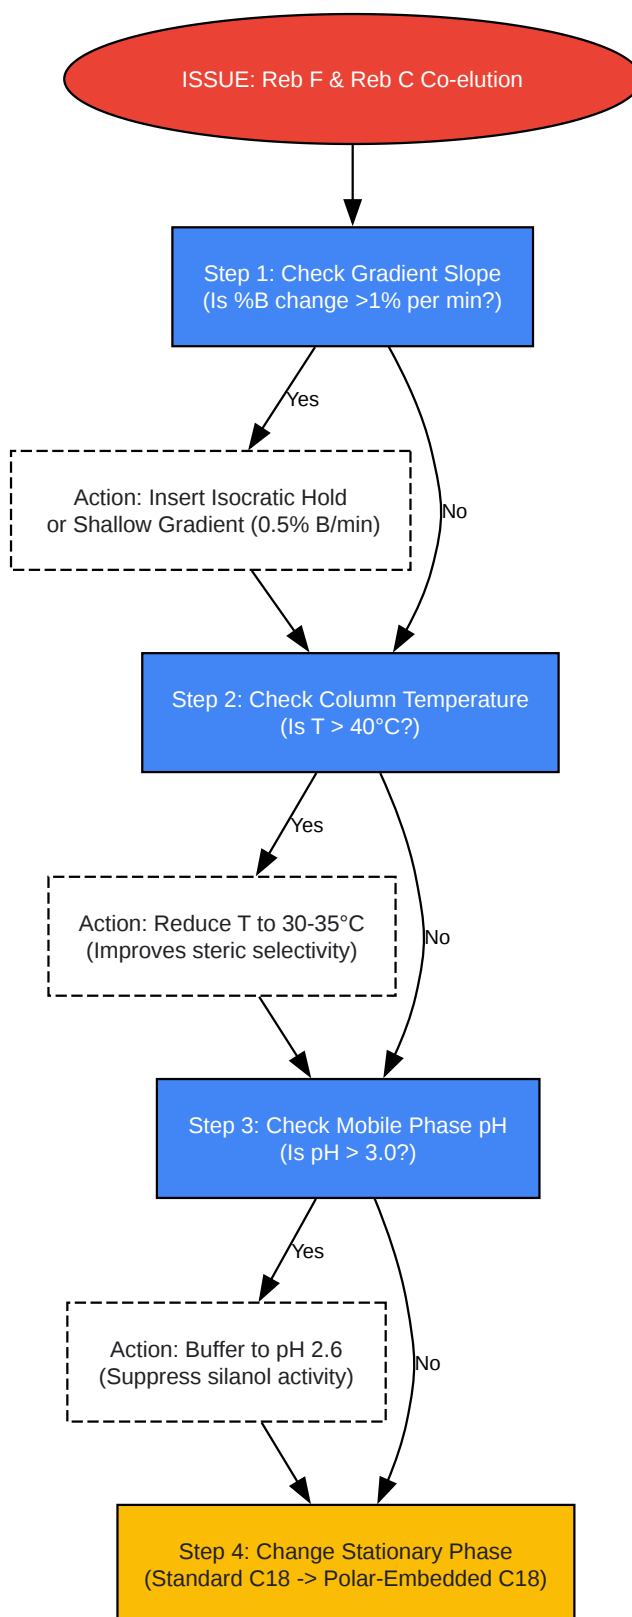 ISSUE: Reb F & Reb C Co-elution
Step 1: Check Gradient Slope
(Is %B change >1% per min?)
Yes
Action: Insert Isocratic Hold
or Shallow Gradient (0.5% B/min)
No
Step 2: Check Column Temperature
(Is T > 40°C?)
Yes
Action: Reduce T to 30-35°C
(Improves steric selectivity)
No
Step 3: Check Mobile Phase pH
(Is pH > 3.0?)
Yes
Action: Buffer to pH 2.6
(Suppress silanol activity)
No
Step 4: Change Stationary Phase
(Standard C18 -> Polar-Embedded C18)